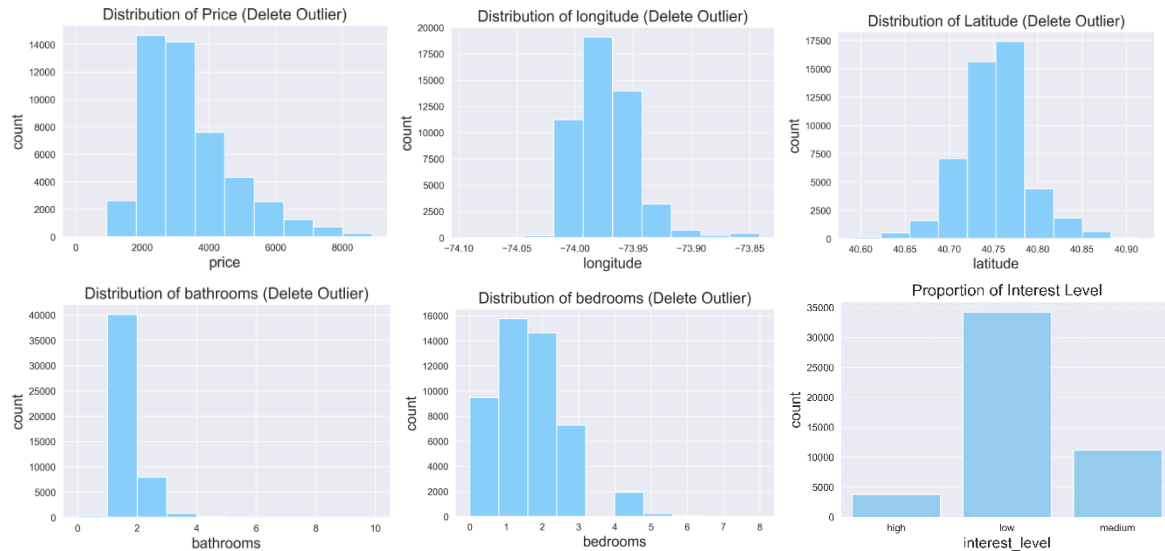 Distribution of Price (Delete Outlier)
count
14000
12000
10000
8000
6000
4000
2000
0
0 2000 4000 6000 8000
price
Distribution of longitude (Delete Outlier)
count
20000
17500
15000
12500
10000
7500
5000
2500
0
−74.10 −74.05 −74.00 −73.95 −73.90 −73.85
longitude
Distribution of Latitude (Delete Outlier)
count
17500
15000
12500
10000
7500
5000
2500
0
40.60 40.65 40.70 40.75 40.80 40.85 40.90
latitude
Distribution of bathrooms (Delete Outlier)
count
40000
35000
30000
25000
20000
15000
10000
5000
0
0 2 4 6 8 10
bathrooms
Distribution of bedrooms (Delete Outlier)
count
16000
14000
12000
10000
8000
6000
4000
2000
0
0 1 2 3 4 5 6 7 8
bedrooms
Proportion of Interest Level
count
35000
30000
25000
20000
15000
10000
5000
0
high low medium
interest_level